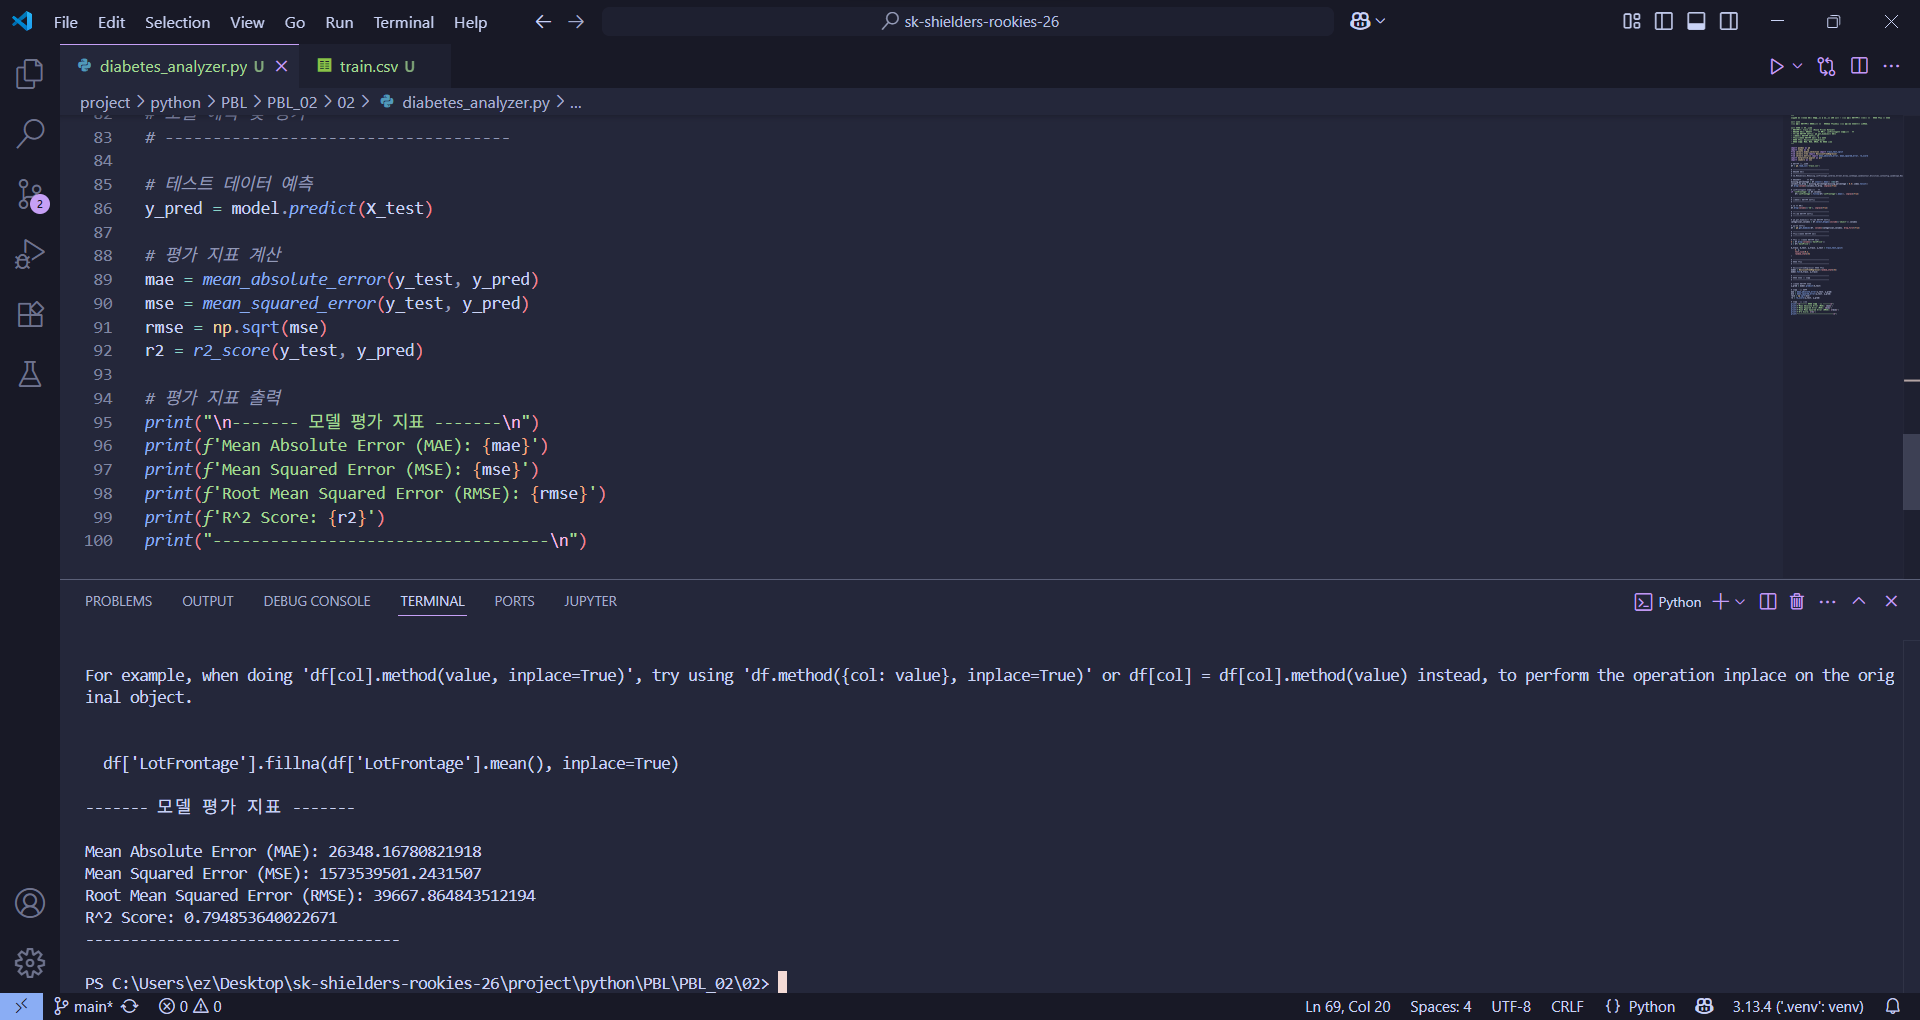 File Edit Selection View Go Run Terminal Help
sk-shielders-rookies-26
diabetes_analyzer.py U
train.csv U
project > python > PBL > PBL_02 > 02 > diabetes_analyzer.py > ...
83 # ------------------------------------
84
85 # 테스트 데이터 예측
86 y_pred = model.predict(X_test)
87
88 # 평가 지표 계산
89 mae = mean_absolute_error(y_test, y_pred)
90 mse = mean_squared_error(y_test, y_pred)
91 rmse = np.sqrt(mse)
92 r2 = r2_score(y_test, y_pred)
93
94 # 평가 지표 출력
95 print("\n------- 모델 평가 지표 -------\n")
96 print(f'Mean Absolute Error (MAE): {mae}')
97 print(f'Mean Squared Error (MSE): {mse}')
98 print(f'Root Mean Squared Error (RMSE): {rmse}')
99 print(f'R^2 Score: {r2}')
100 print("-----------------------------------\n")
PROBLEMS OUTPUT DEBUG CONSOLE TERMINAL PORTS JUPYTER
Python
For example, when doing 'df[col].method(value, inplace=True)', try using 'df.method({col: value}, inplace=True)' or df[col] = df[col].method(value) instead, to perform the operation inplace on the orig
inal object.
df['LotFrontage'].fillna(df['LotFrontage'].mean(), inplace=True)
------- 모델 평가 지표 -------
Mean Absolute Error (MAE): 26348.16780821918
Mean Squared Error (MSE): 1573539501.2431507
Root Mean Squared Error (RMSE): 39667.864843512194
R^2 Score: 0.794853640022671
-----------------------------------
PS C:\Users\ez\Desktop\sk-shielders-rookies-26\project\python\PBL\PBL_02\02>
2
main* 0 0 Ln 69, Col 20 Spaces: 4 UTF-8 CRLF {} Python 3.13.4 ('.venv': venv)